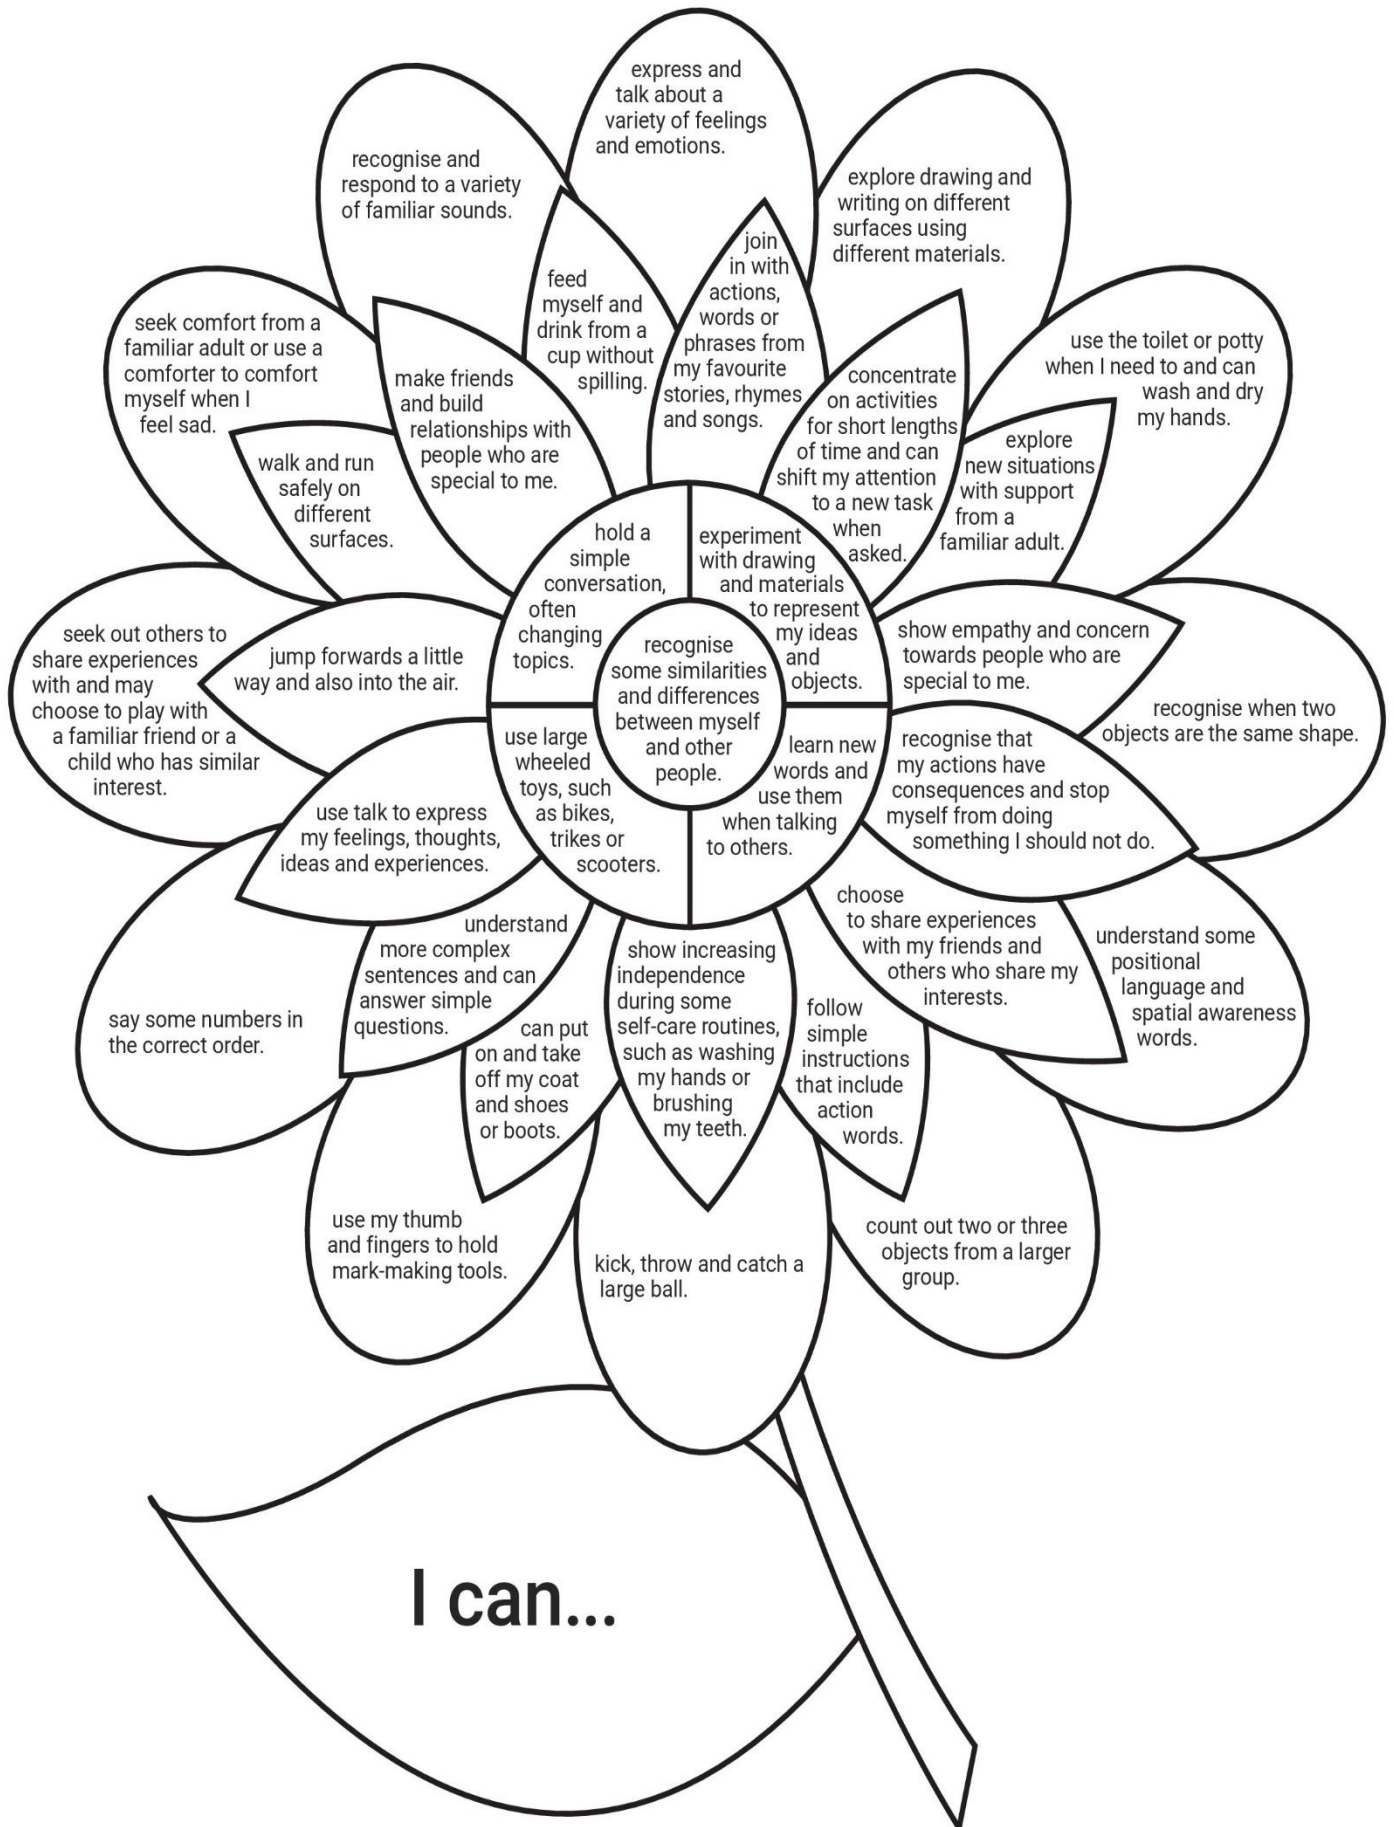 express and
talk about a
variety of feelings
and emotions.
recognise and
respond to a variety
of familiar sounds.
explore drawing and
writing on different
surfaces using
different materials.
seek comfort from a
familiar adult or use a
comforter to comfort
myself when I
feel sad.
use the toilet or potty
when I need to and can
wash and dry
my hands.
feed
myself and
drink from a
cup without
spilling.
join
in with
actions,
words or
phrases from
my favourite
stories, rhymes
and songs.
make friends
and build
relationships with
people who are
special to me.
concentrate
on activities
for short lengths
of time and can
shift my attention
to a new task
when
asked.
walk and run
safely on
different
surfaces.
explore
new situations
with support
from a
familiar adult.
hold a
simple
conversation,
often
changing
topics.
experiment
with drawing
and materials
to represent
my ideas
and
objects.
seek out others to
share experiences
with and may
choose to play with
a familiar friend or a
child who has similar
interest.
jump forwards a little
way and also into the air.
recognise
some similarities
and differences
between myself
and other
people.
show empathy and concern
towards people who are
special to me.
recognise when two
objects are the same shape.
use large
wheeled
toys, such
as bikes,
trikes or
scooters.
learn new
words and
use them
when talking
to others.
recognise that
my actions have
consequences and stop
myself from doing
something I should not do.
use talk to express
my feelings, thoughts,
ideas and experiences.
understand
more complex
sentences and can
answer simple
questions.
show increasing
independence
during some
self-care routines,
such as washing
my hands or
brushing
my teeth.
choose
to share experiences
with my friends and
others who share my
interests.
understand some
positional
language and
spatial awareness
words.
say some numbers in
the correct order.
can put
on and take
off my coat
and shoes
or boots.
follow
simple
instructions
that include
action
words.
use my thumb
and fingers to hold
mark-making tools.
kick, throw and catch a
large ball.
count out two or three
objects from a larger
group.
I can...